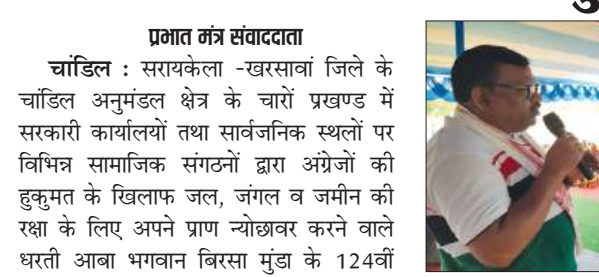 प्रभात मंत्र संवाददाता
चांडिल : सरायकेला -खरसावां जिले के
चांडिल अनुमंडल क्षेत्र के चारों प्रखण्ड में
सरकारी कार्यालयों तथा सार्वजनिक स्थलों पर
विभिन्न सामाजिक संगठनों द्वारा अंग्रेजों की
हुकुमत के खिलाफ जल, जंगल व जमीन की
रक्षा के लिए अपने प्राण न्योछावर करने वाले
धरती आबा भगवान बिरसा मुंडा के 124वीं